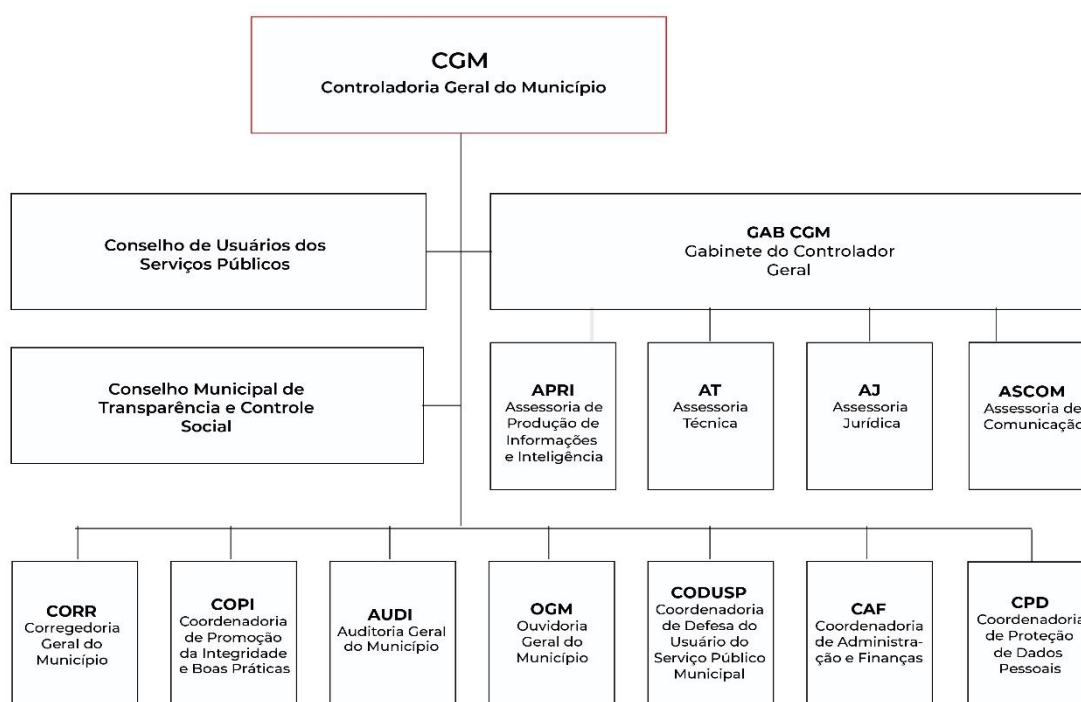 CGM
Controladoria Geral do Município
Conselho de Usuários dos
Serviços Públicos
GAB CGM
Gabinete do Controlador
Geral
Conselho Municipal de
Transparência e Controle
Social
APRI
Assessoria de
Produção de
Informações
e Inteligência
AT
Assessoria
Técnica
AJ
Assessoria
Jurídica
ASCOM
Assessoria de
Comunicação
CORR
Corregedoria
Geral do
Município
COPI
Coordenadoria
de Promoção
da Integridade
e Boas Práticas
AUDI
Auditoria Geral
do Município
OGM
Ouvidoria
Geral do
Município
CODUSP
Coordenadoria
de Defesa do
Usuário do
Serviço Público
Municipal
CAF
Coordenadoria
de Administra-
ção e Finanças
CPD
Coordenadoria
de Proteção
de Dados
Pessoais